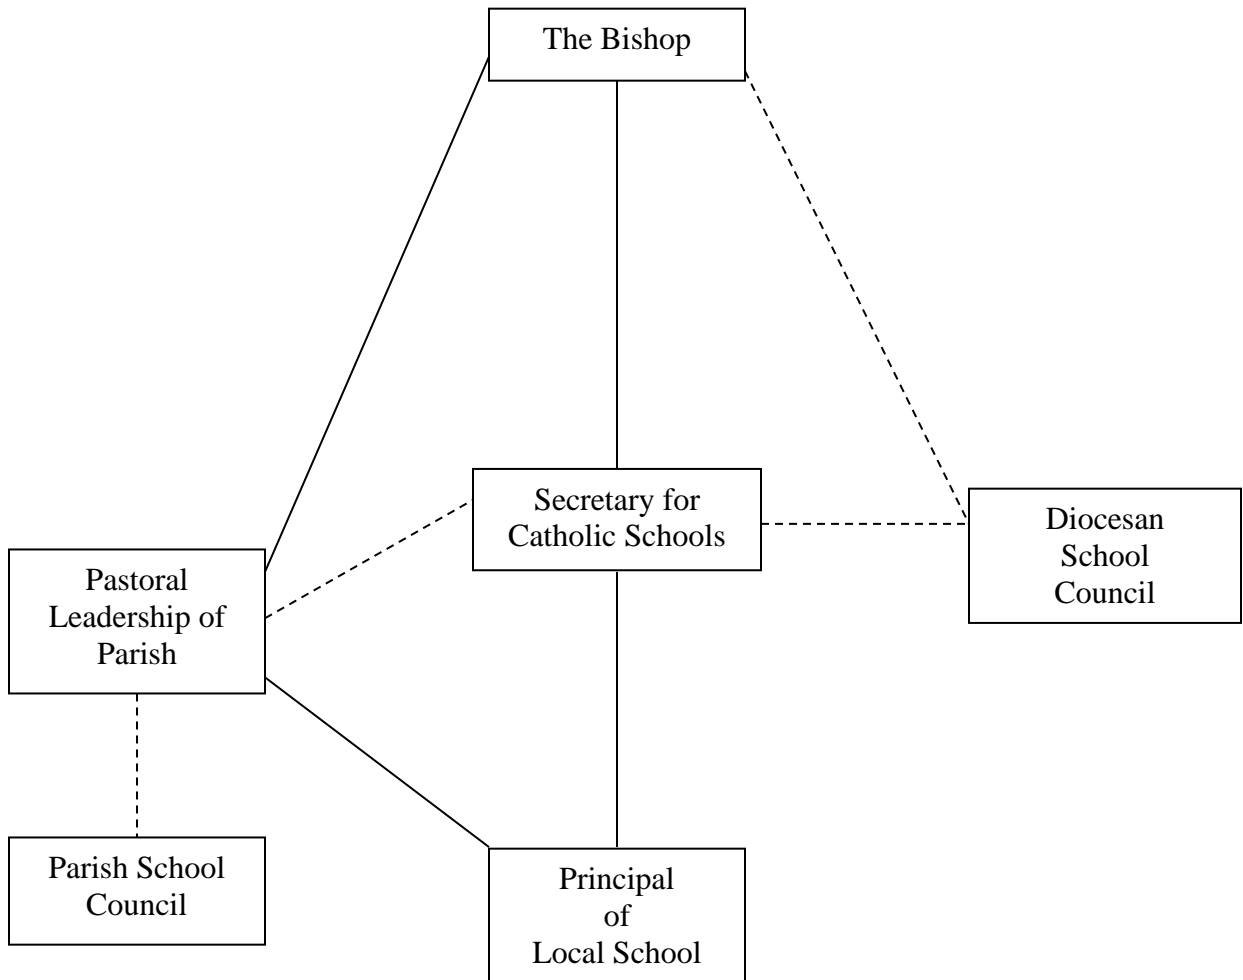 The Bishop
Secretary for
Catholic Schools
Diocesan
School
Council
Pastoral
Leadership of
Parish
Parish School
Council
Principal
of
Local School